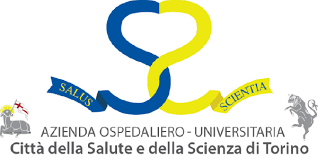 SALUS
SCIENTIA
AZIENDA OSPEDALIERO - UNIVERSITARIA
Città della Salute e della Scienza di Torino